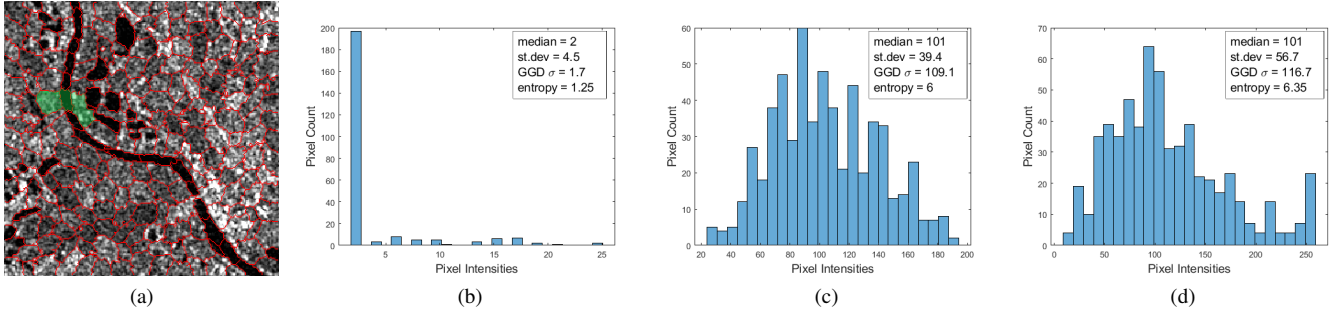 median = 2
st.dev = 4.5
GGD σ = 1.7
entropy = 1.25
200
180
160
140
120
100
80
60
40
20
0
Pixel Count
5
10
15
20
25
Pixel Intensities
median = 101
st.dev = 39.4
GGD σ = 109.1
entropy = 6
60
50
40
30
20
10
0
Pixel Count
20
40
60
80
100
120
140
160
180
200
Pixel Intensities
median = 101
st.dev = 56.7
GGD σ = 116.7
entropy = 6.35
70
60
50
40
30
20
10
0
Pixel Count
0
50
100
150
200
250
Pixel Intensities
(a)
(b)
(c)
(d)